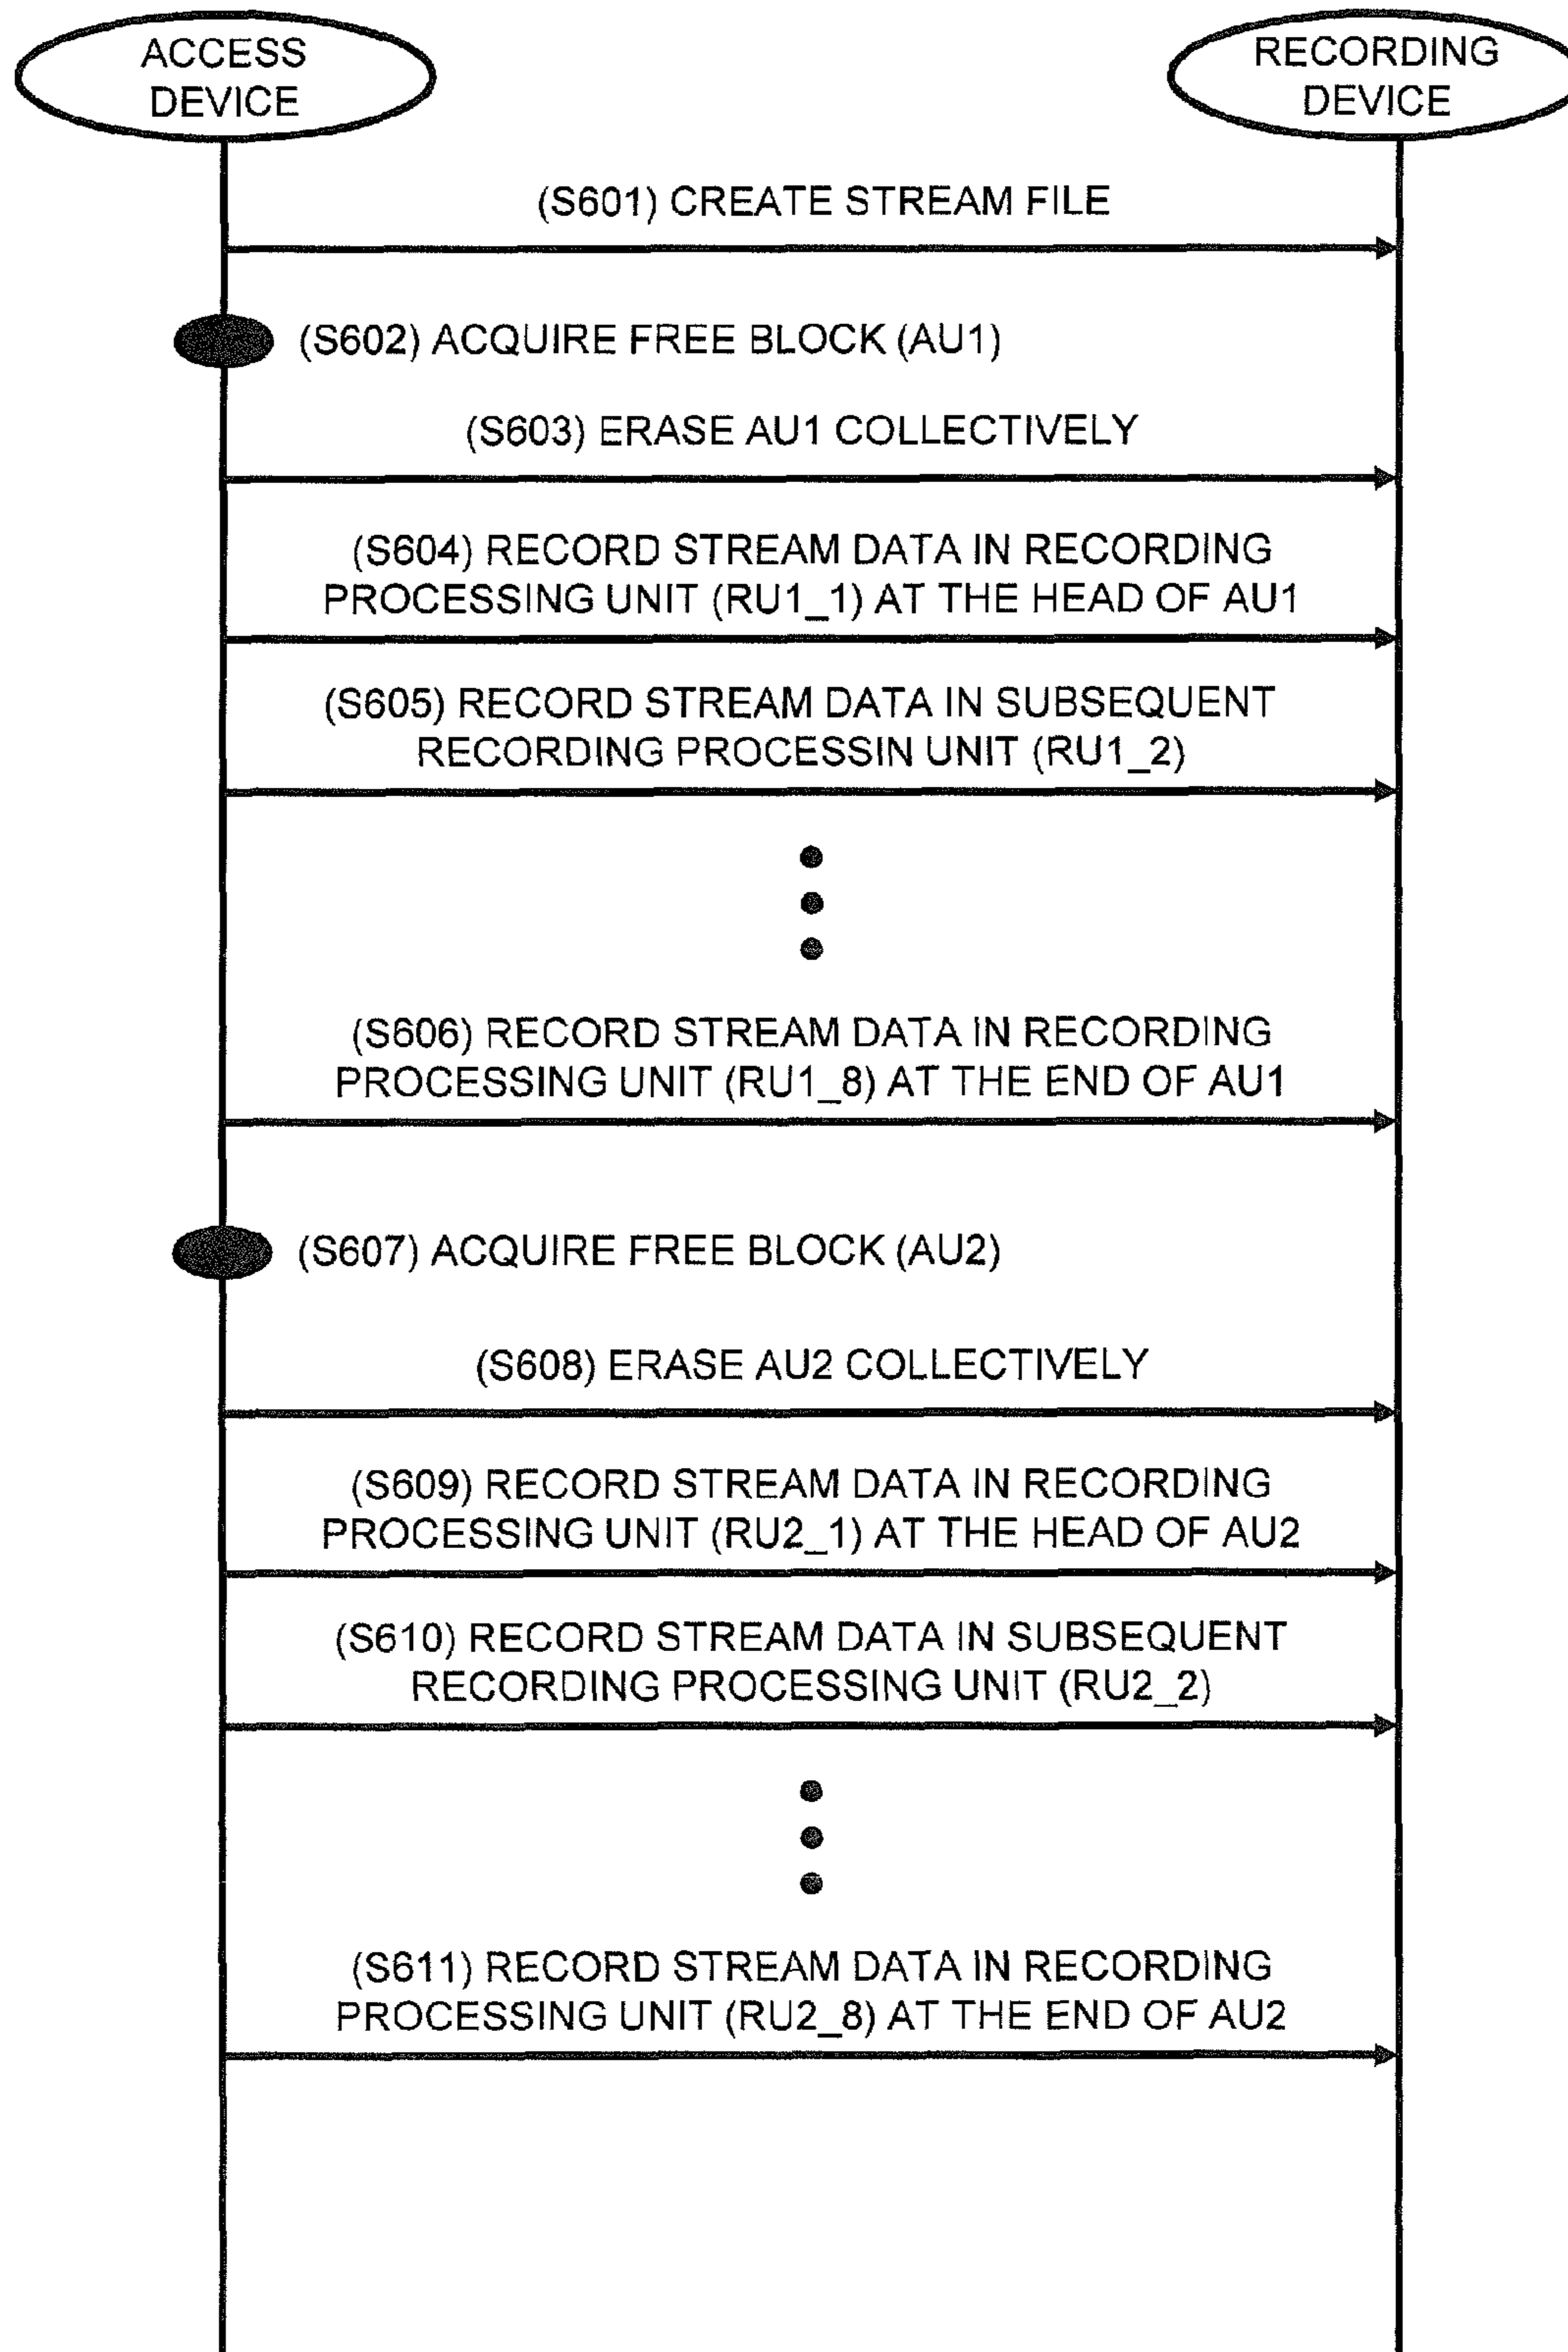 ACCESS
DEVICE
RECORDING
DEVICE
(S601) CREATE STREAM FILE
(S602) ACQUIRE FREE BLOCK (AU1)
(S603) ERASE AU1 COLLECTIVELY
(S604) RECORD STREAM DATA IN RECORDING
PROCESSING UNIT (RU1_1) AT THE HEAD OF AU1
(S605) RECORD STREAM DATA IN SUBSEQUENT
RECORDING PROCESSIN UNIT (RU1_2)
(S606) RECORD STREAM DATA IN RECORDING
PROCESSING UNIT (RU1_8) AT THE END OF AU1
(S607) ACQUIRE FREE BLOCK (AU2)
(S608) ERASE AU2 COLLECTIVELY
(S609) RECORD STREAM DATA IN RECORDING
PROCESSING UNIT (RU2_1) AT THE HEAD OF AU2
(S610) RECORD STREAM DATA IN SUBSEQUENT
RECORDING PROCESSING UNIT (RU2_2)
(S611) RECORD STREAM DATA IN RECORDING
PROCESSING UNIT (RU2_8) AT THE END OF AU2